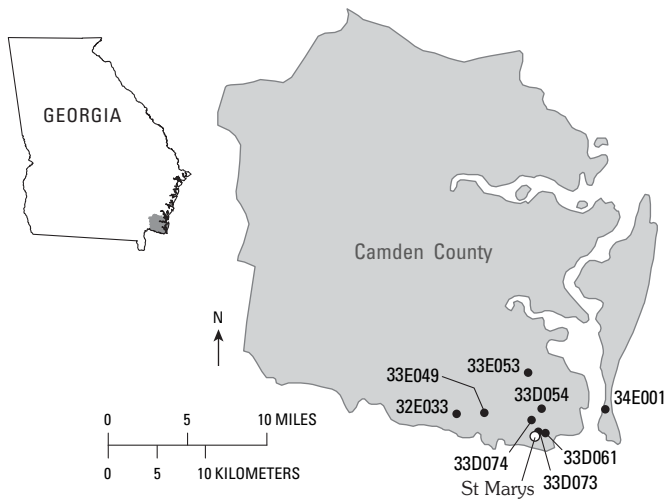 GEORGIA
Camden County
N
33E053
33E049
33D054
32E033
34E001
0 5 10 MILES
0 5 10 KILOMETERS
33D074
33D061
33D073
St Marys